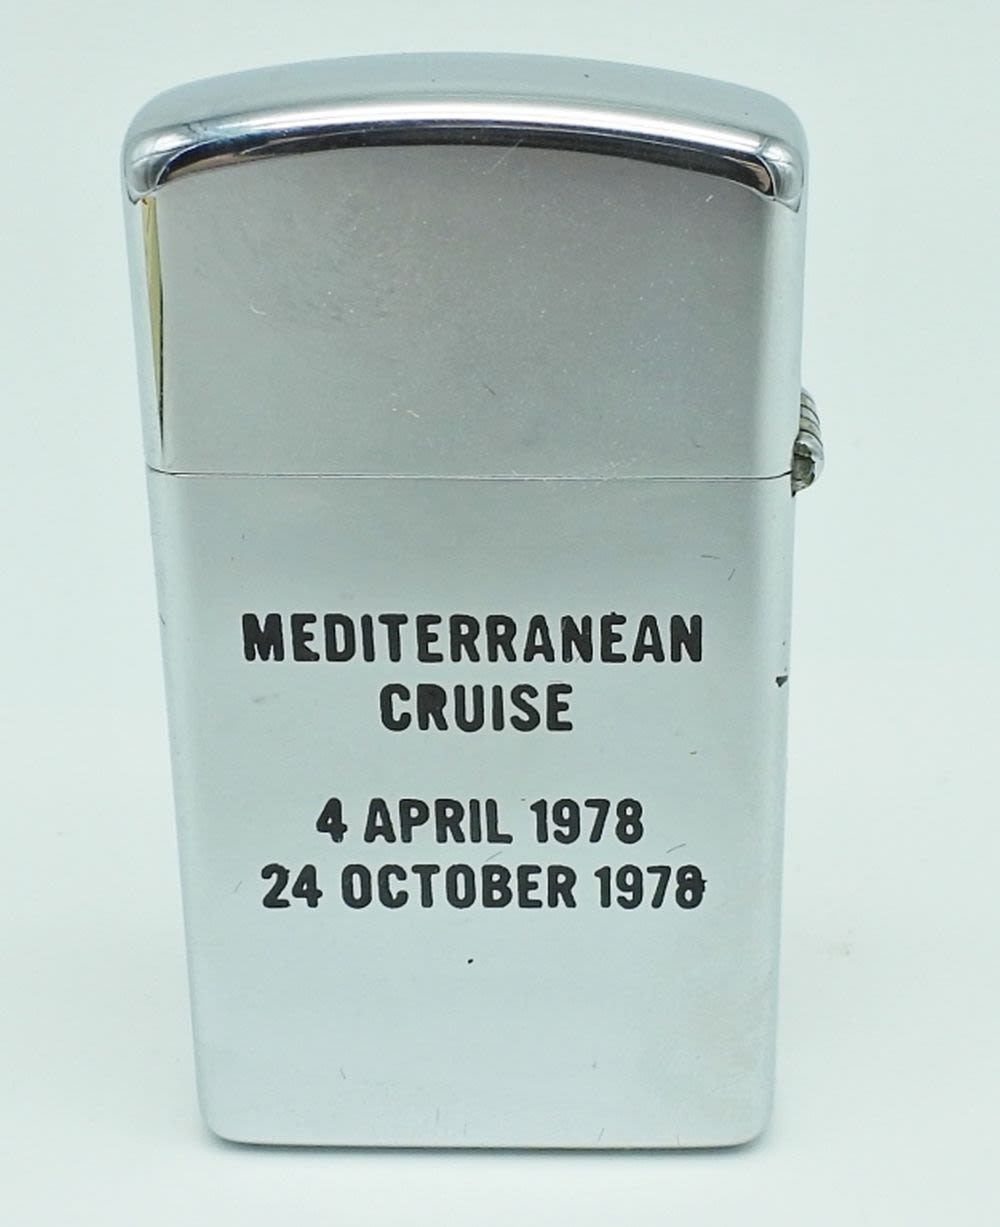 MEDITERRANEAN
CRUISE
4 APRIL 1978
24 OCTOBER 1978